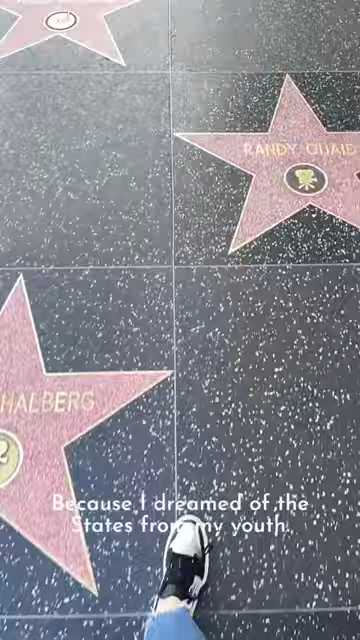 RANDY QUAID
HALBERG
Because I dreamed of the
States from my youth